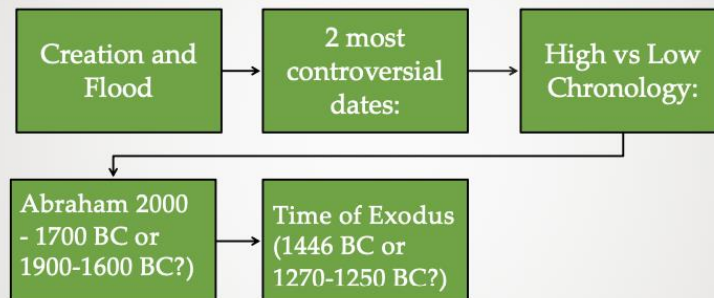 Creation and
Flood
2 most
controversial
dates:
High vs Low
Chronology:
Abraham 2000
- 1700 BC or
1900-1600 BC?)
Time of Exodus
(1446 BC or
1270-1250 BC?)